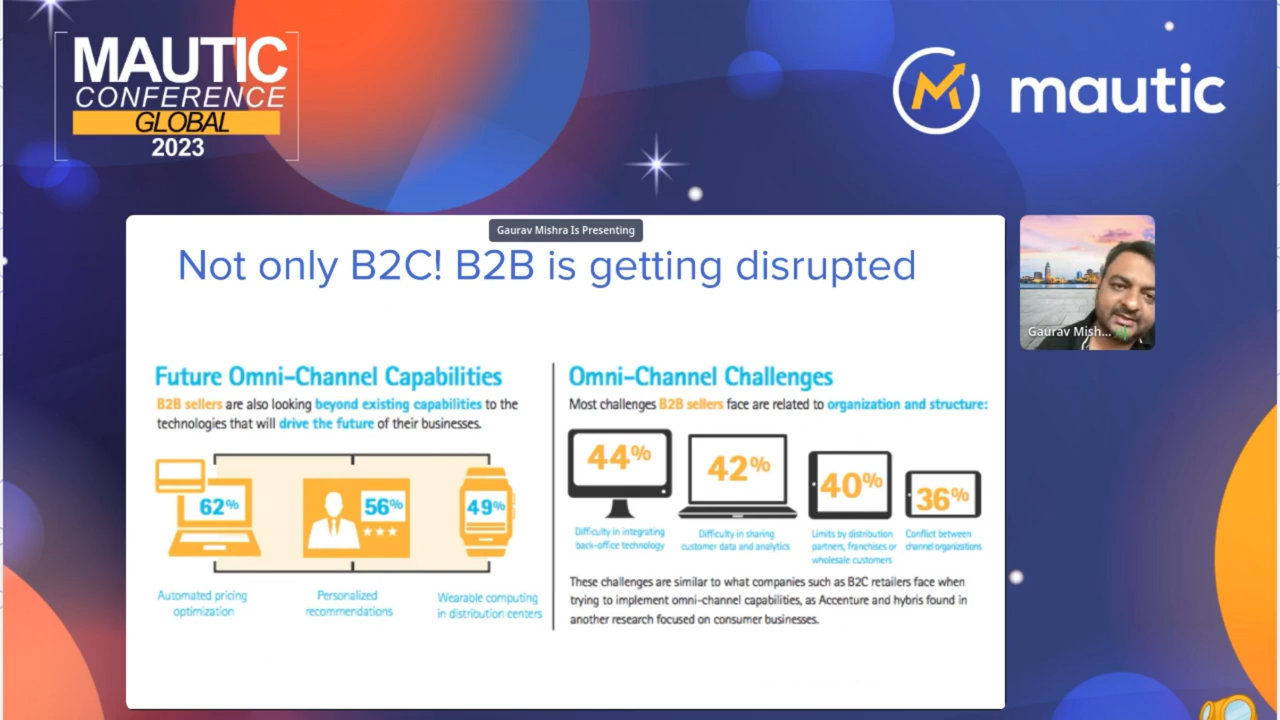 MAUTIC
CONFERENCE
GLOBAL
2023
mautic
Gaurav Mishra Is Presenting
Not only B2C! B2B is getting disrupted
Gaurav Mish...
Future Omni-Channel Capabilities
B2B sellers are also looking beyond existing capabilities to the
technologies that will drive the future of their businesses.
62%
56%
49%
Automated pricing
optimization
Personalized
recommendations
Wearable computing
in distribution centers
Omni-Channel Challenges
Most challenges B2B sellers face are related to organization and structure:
44%
42%
40%
36%
Difficulty in integrating
back-office technology
Difficulty in sharing
customer data and analytics
Limits by distribution
partners, franchises or
wholesale customers
Conflict between
channel organizations
These challenges are similar to what companies such as B2C retailers face when
trying to implement omni-channel capabilities, as Accenture and hybris found in
another research focused on consumer businesses.